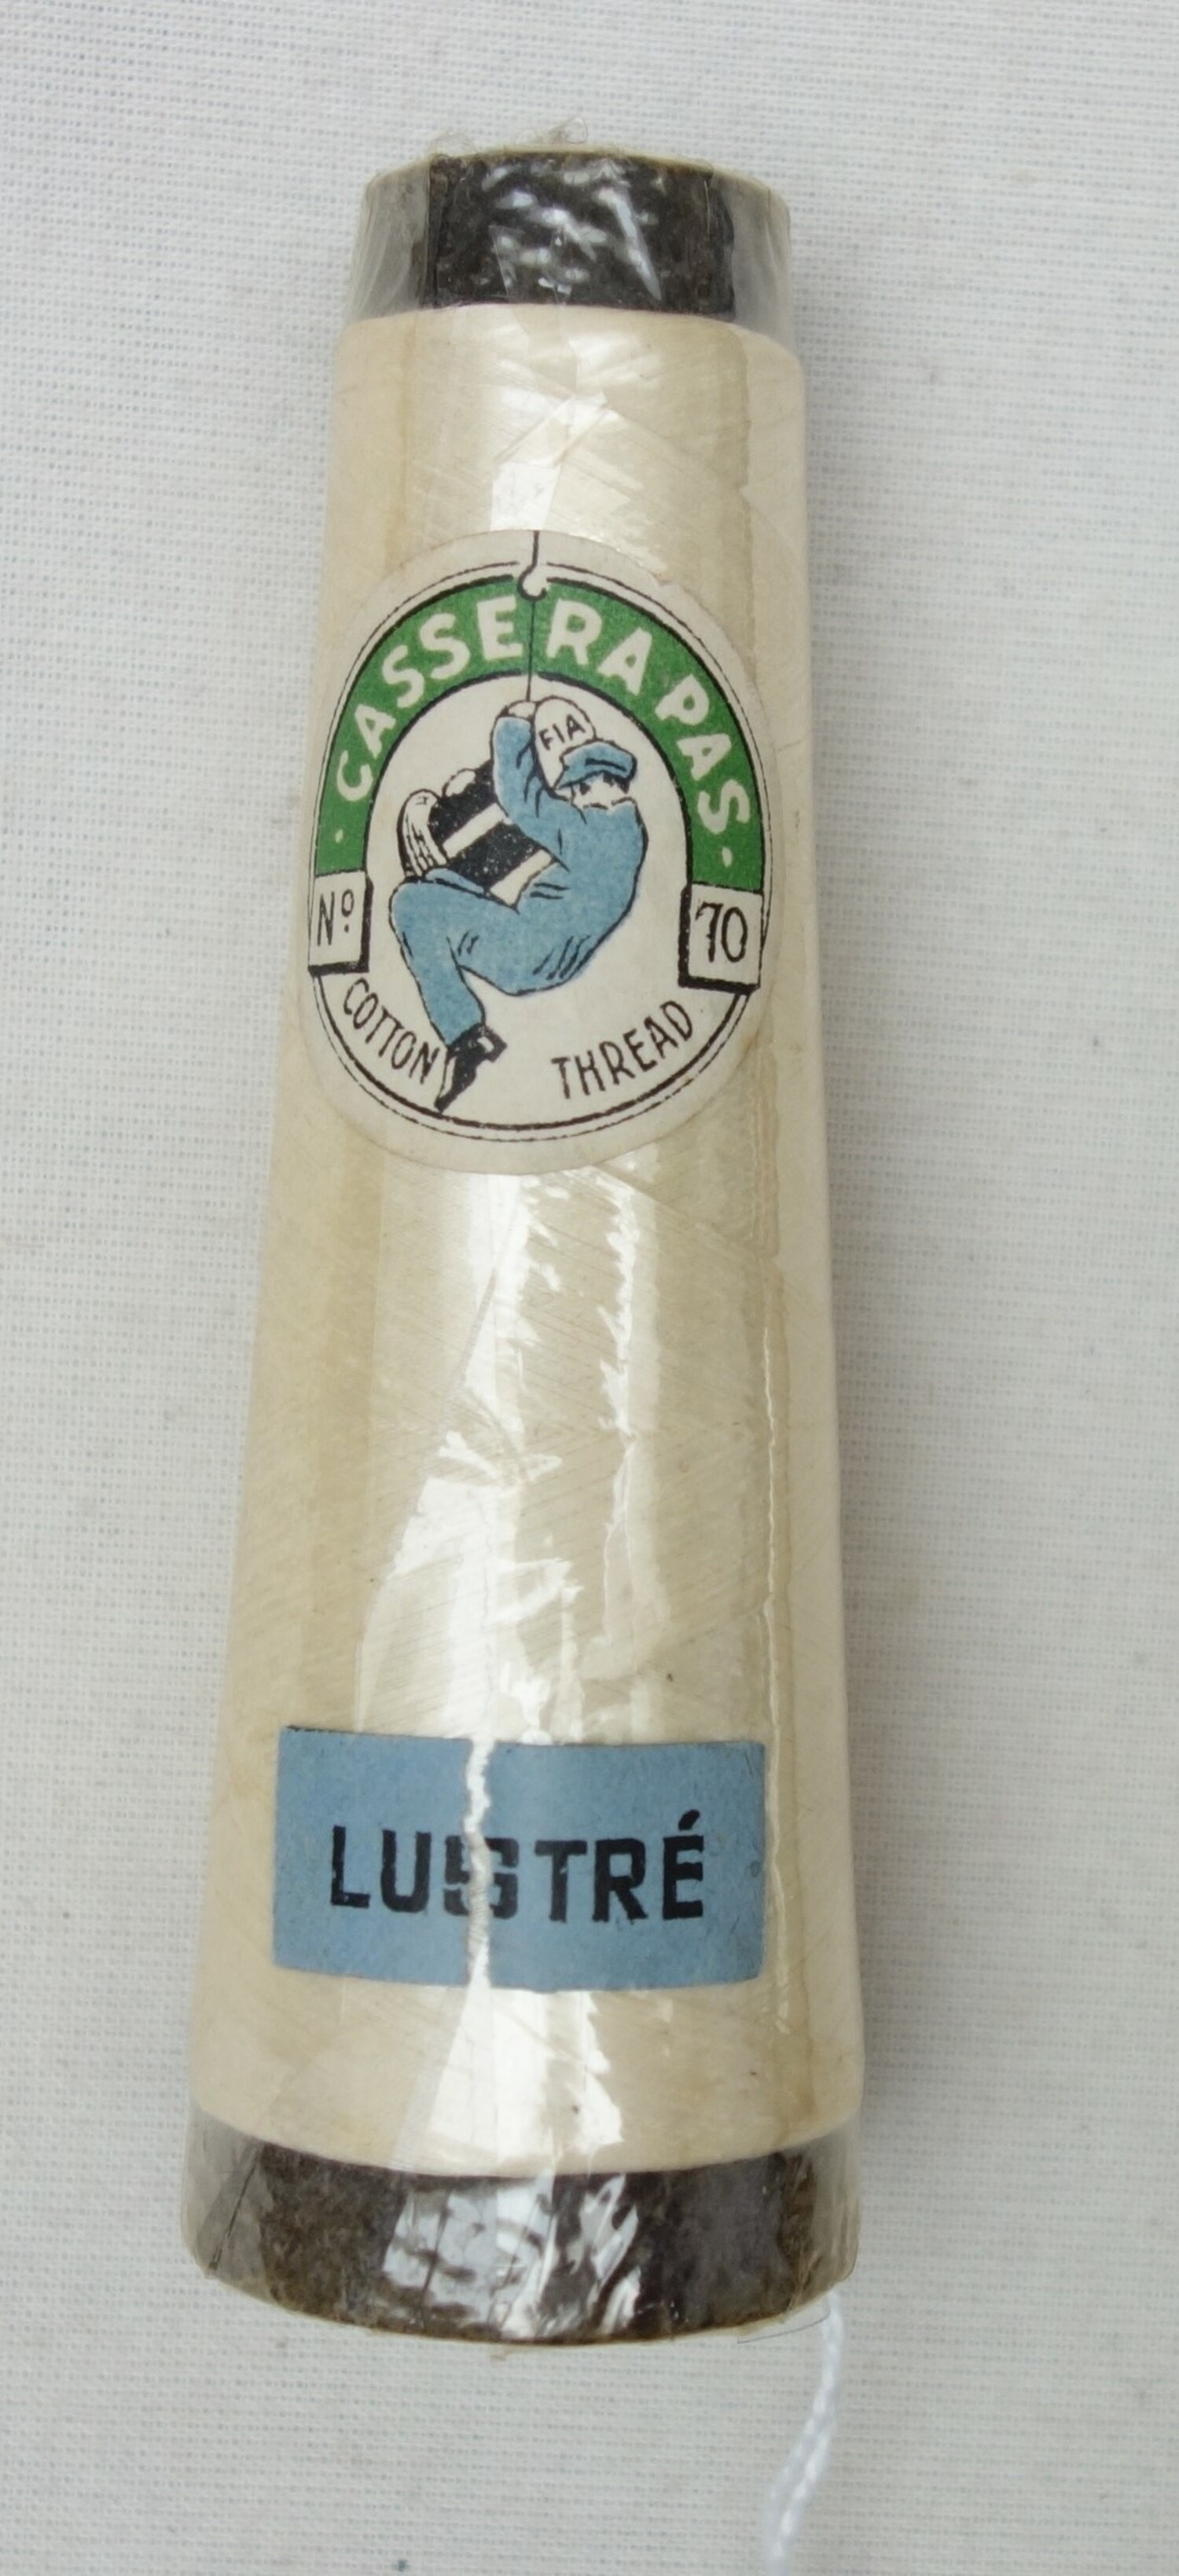 · CASSERA PAS ·
FIA
Nº 70
COTTON THREAD
LUSTRÉ